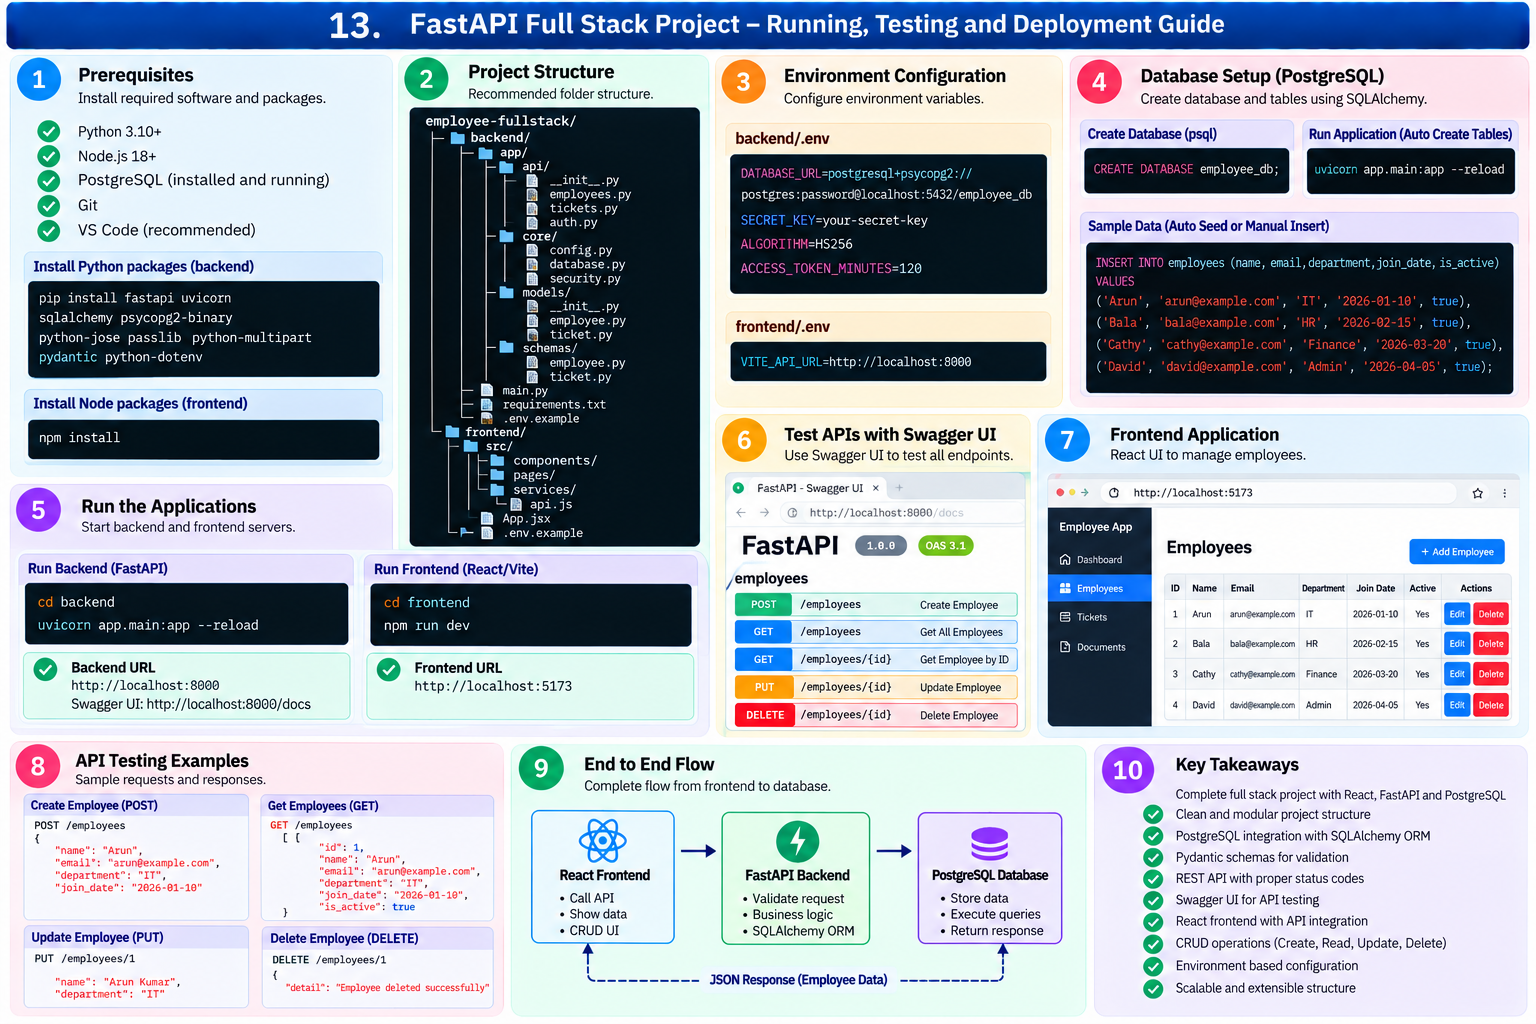 13. FastAPI Full Stack Project – Running, Testing and Deployment Guide
1
Prerequisites
Install required software and packages.
Python 3.10+
Node.js 18+
PostgreSQL (installed and running)
Git
VS Code (recommended)
Install Python packages (backend)
pip install fastapi uvicorn
sqlalchemy psycopg2-binary
python-jose passlib python-multipart
pydantic python-dotenv
Install Node packages (frontend)
npm install
2
Project Structure
Recommended folder structure.
employee-fullstack/
backend/
app/
api/
__init__.py
employees.py
tickets.py
auth.py
core/
config.py
database.py
security.py
models/
__init__.py
employee.py
ticket.py
schemas/
employee.py
ticket.py
main.py
requirements.txt
.env.example
frontend/
src/
components/
pages/
services/
api.js
App.jsx
.env.example
3
Environment Configuration
Configure environment variables.
backend/.env
DATABASE_URL=postgresql+psycopg2://
postgres:password@localhost:5432/employee_db
SECRET_KEY=your-secret-key
ALGORITHM=HS256
ACCESS_TOKEN_MINUTES=120
frontend/.env
VITE_API_URL=http://localhost:8000
4
Database Setup (PostgreSQL)
Create database and tables using SQLAlchemy.
Create Database (psql)
CREATE DATABASE employee_db;
Run Application (Auto Create Tables)
uvicorn app.main:app --reload
Sample Data (Auto Seed or Manual Insert)
INSERT INTO employees (name, email,department,join_date, is_active)
VALUES
('Arun', 'arun@example.com', 'IT', '2026-01-10', true),
('Bala', 'bala@example.com', 'HR', '2026-02-15', true),
('Cathy', 'cathy@example.com', 'Finance', '2026-03-20', true),
('David', 'david@example.com', 'Admin', '2026-04-05', true);
5
Run the Applications
Start backend and frontend servers.
Run Backend (FastAPI)
cd backend
uvicorn app.main:app --reload
Backend URL
http://localhost:8000
Swagger UI: http://localhost:8000/docs
Run Frontend (React/Vite)
cd frontend
npm run dev
Frontend URL
http://localhost:5173
6
Test APIs with Swagger UI
Use Swagger UI to test all endpoints.
FastAPI - Swagger UI × +
http://localhost:8000/docs
FastAPI 1.0.0 OAS 3.1
employees
POST /employees Create Employee
GET /employees Get All Employees
GET /employees/{id} Get Employee by ID
PUT /employees/{id} Update Employee
DELETE /employees/{id} Delete Employee
7
Frontend Application
React UI to manage employees.
http://localhost:5173
Employee App
Dashboard
Employees
Tickets
Documents
Employees
+ Add Employee
ID Name Email Department Join Date Active Actions
1 Arun arun@example.com IT 2026-01-10 Yes Edit Delete
2 Bala bala@example.com HR 2026-02-15 Yes Edit Delete
3 Cathy cathy@example.com Finance 2026-03-20 Yes Edit Delete
4 David david@example.com Admin 2026-04-05 Yes Edit Delete
8
API Testing Examples
Sample requests and responses.
Create Employee (POST)
POST /employees
{
"name": "Arun",
"email": "arun@example.com",
"department": "IT",
"join_date": "2026-01-10"
Get Employees (GET)
GET /employees
[ {
"id": 1,
"name": "Arun",
"email": "arun@example.com",
"department": "IT",
"join_date": "2026-01-10",
"is_active": true
}
Update Employee (PUT)
PUT /employees/1
"name": "Arun Kumar",
"department": "IT"
Delete Employee (DELETE)
DELETE /employees/1
{
"detail": "Employee deleted successfully"
9
End to End Flow
Complete flow from frontend to database.
React Frontend
• Call API
• Show data
• CRUD UI
FastAPI Backend
• Validate request
• Business logic
• SQLAlchemy ORM
PostgreSQL Database
• Store data
• Execute queries
• Return response
JSON Response (Employee Data)
10
Key Takeaways
Complete full stack project with React, FastAPI and PostgreSQL
Clean and modular project structure
PostgreSQL integration with SQLAlchemy ORM
Pydantic schemas for validation
REST API with proper status codes
Swagger UI for API testing
React frontend with API integration
CRUD operations (Create, Read, Update, Delete)
Environment based configuration
Scalable and extensible structure